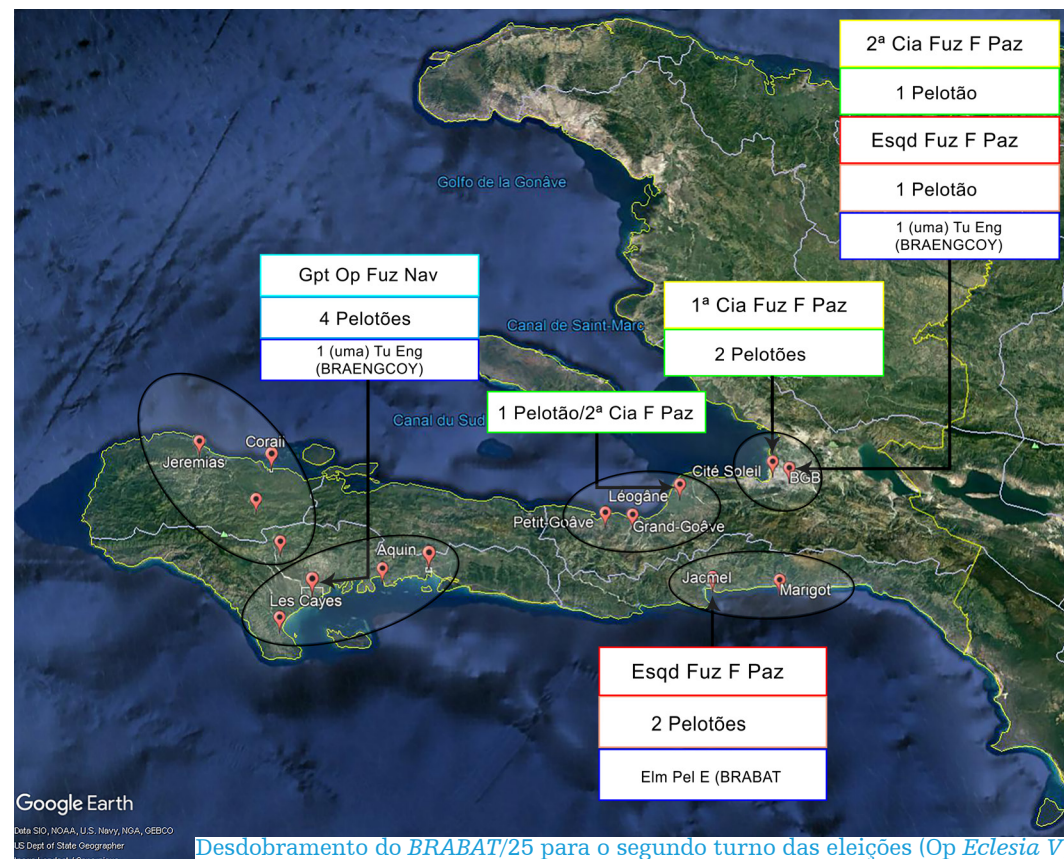 2ª Cia Fuz F Paz
1 Pelotão
Esqd Fuz F Paz
1 Pelotão
1 (uma) Tu Eng
(BRAENGCOY)
Golfo de la Gonâve
Gpt Op Fuz Nav
4 Pelotões
1 (uma) Tu Eng
(BRAENGCOY)
1ª Cia Fuz F Paz
2 Pelotões
Canal de Saint-Marc
Canal du Sud
1 Pelotão/2ª Cia F Paz
Corail
Jeremias
Cité Soleil
BGB
Léogâne
Petit-Goâve
Grand-Goâve
Aquin
Les Cayes
Jacmel
Marigot
Esqd Fuz F Paz
2 Pelotões
Elm Pel E (BRABAT
Google Earth
Data SIO, NOAA, U.S. Navy, NGA, GEBCO
US Dept of State Geographer
Desdobramento do BRABAT/25 para o segundo turno das eleições (Op Eclesia V